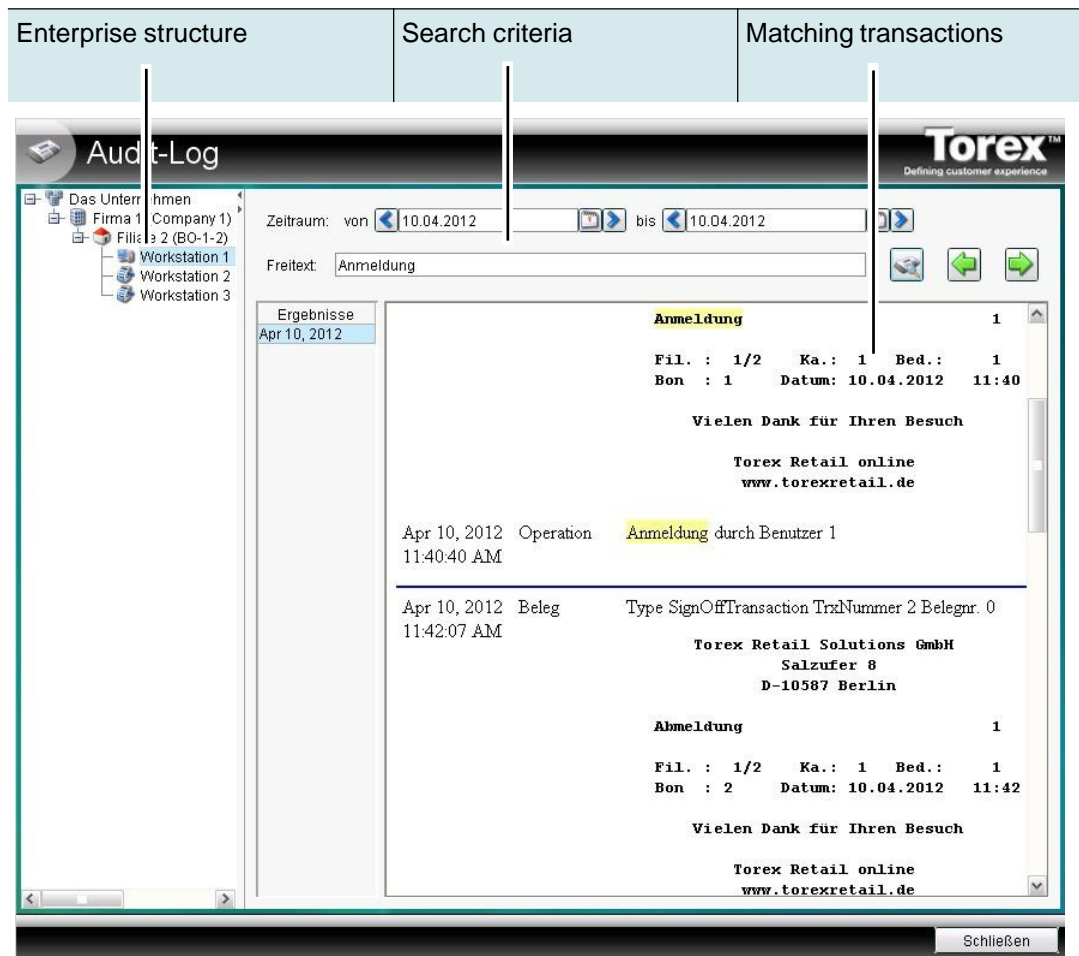 Enterprise structure
Search criteria
Matching transactions
Audit-Log
Torex™
Defining customer experience
Das Unternehmen
Firma 1 (Company 1)
Filiale 2 (BO-1-2)
Workstation 1
Workstation 2
Workstation 3
Zeitraum: von 10.04.2012 bis 10.04.2012
Freitext: Anmeldung
Ergebnisse
Apr 10, 2012
Anmeldung 1
Fil. : 1/2 Ka.: 1 Bed.: 1
Bon : 1 Datum: 10.04.2012 11:40
Vielen Dank für Ihren Besuch
Torex Retail online
www.torexretail.de
Apr 10, 2012 Operation Anmeldung durch Benutzer 1
11:40:40 AM
Apr 10, 2012 Beleg Type SignOffTransaction TrxNummer 2 Belegnr. 0
11:42:07 AM
Torex Retail Solutions GmbH
Salzufer 8
D-10587 Berlin
Abmeldung 1
Fil. : 1/2 Ka.: 1 Bed.: 1
Bon : 2 Datum: 10.04.2012 11:42
Vielen Dank für Ihren Besuch
Torex Retail online
www.torexretail.de
Schließen